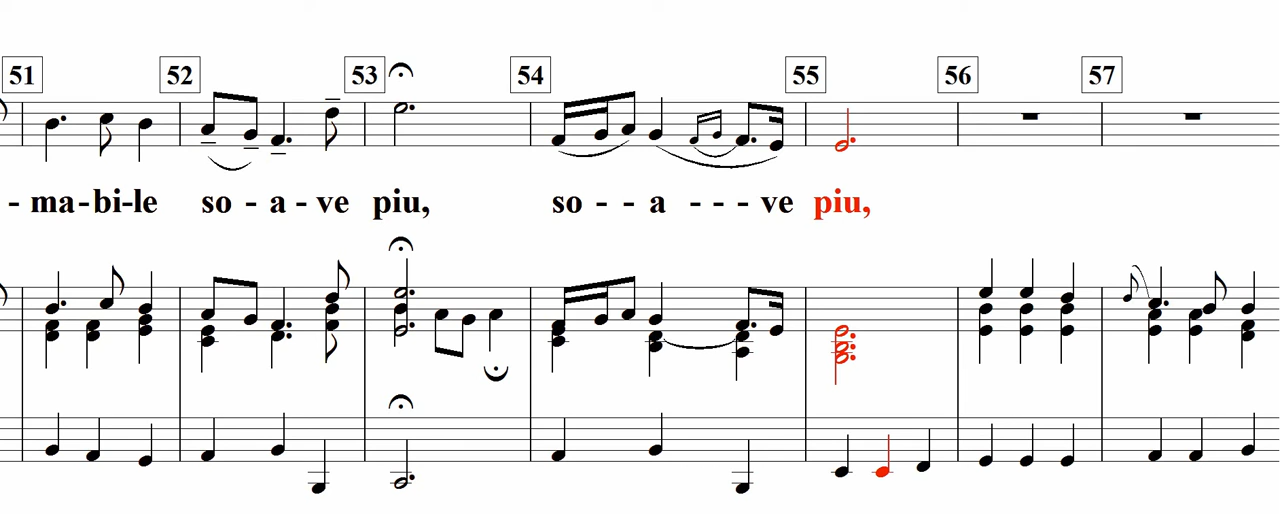 51 52 53 54 55 56 57
- ma-bi-le so - a - ve piu, so - - a - - - ve piu,